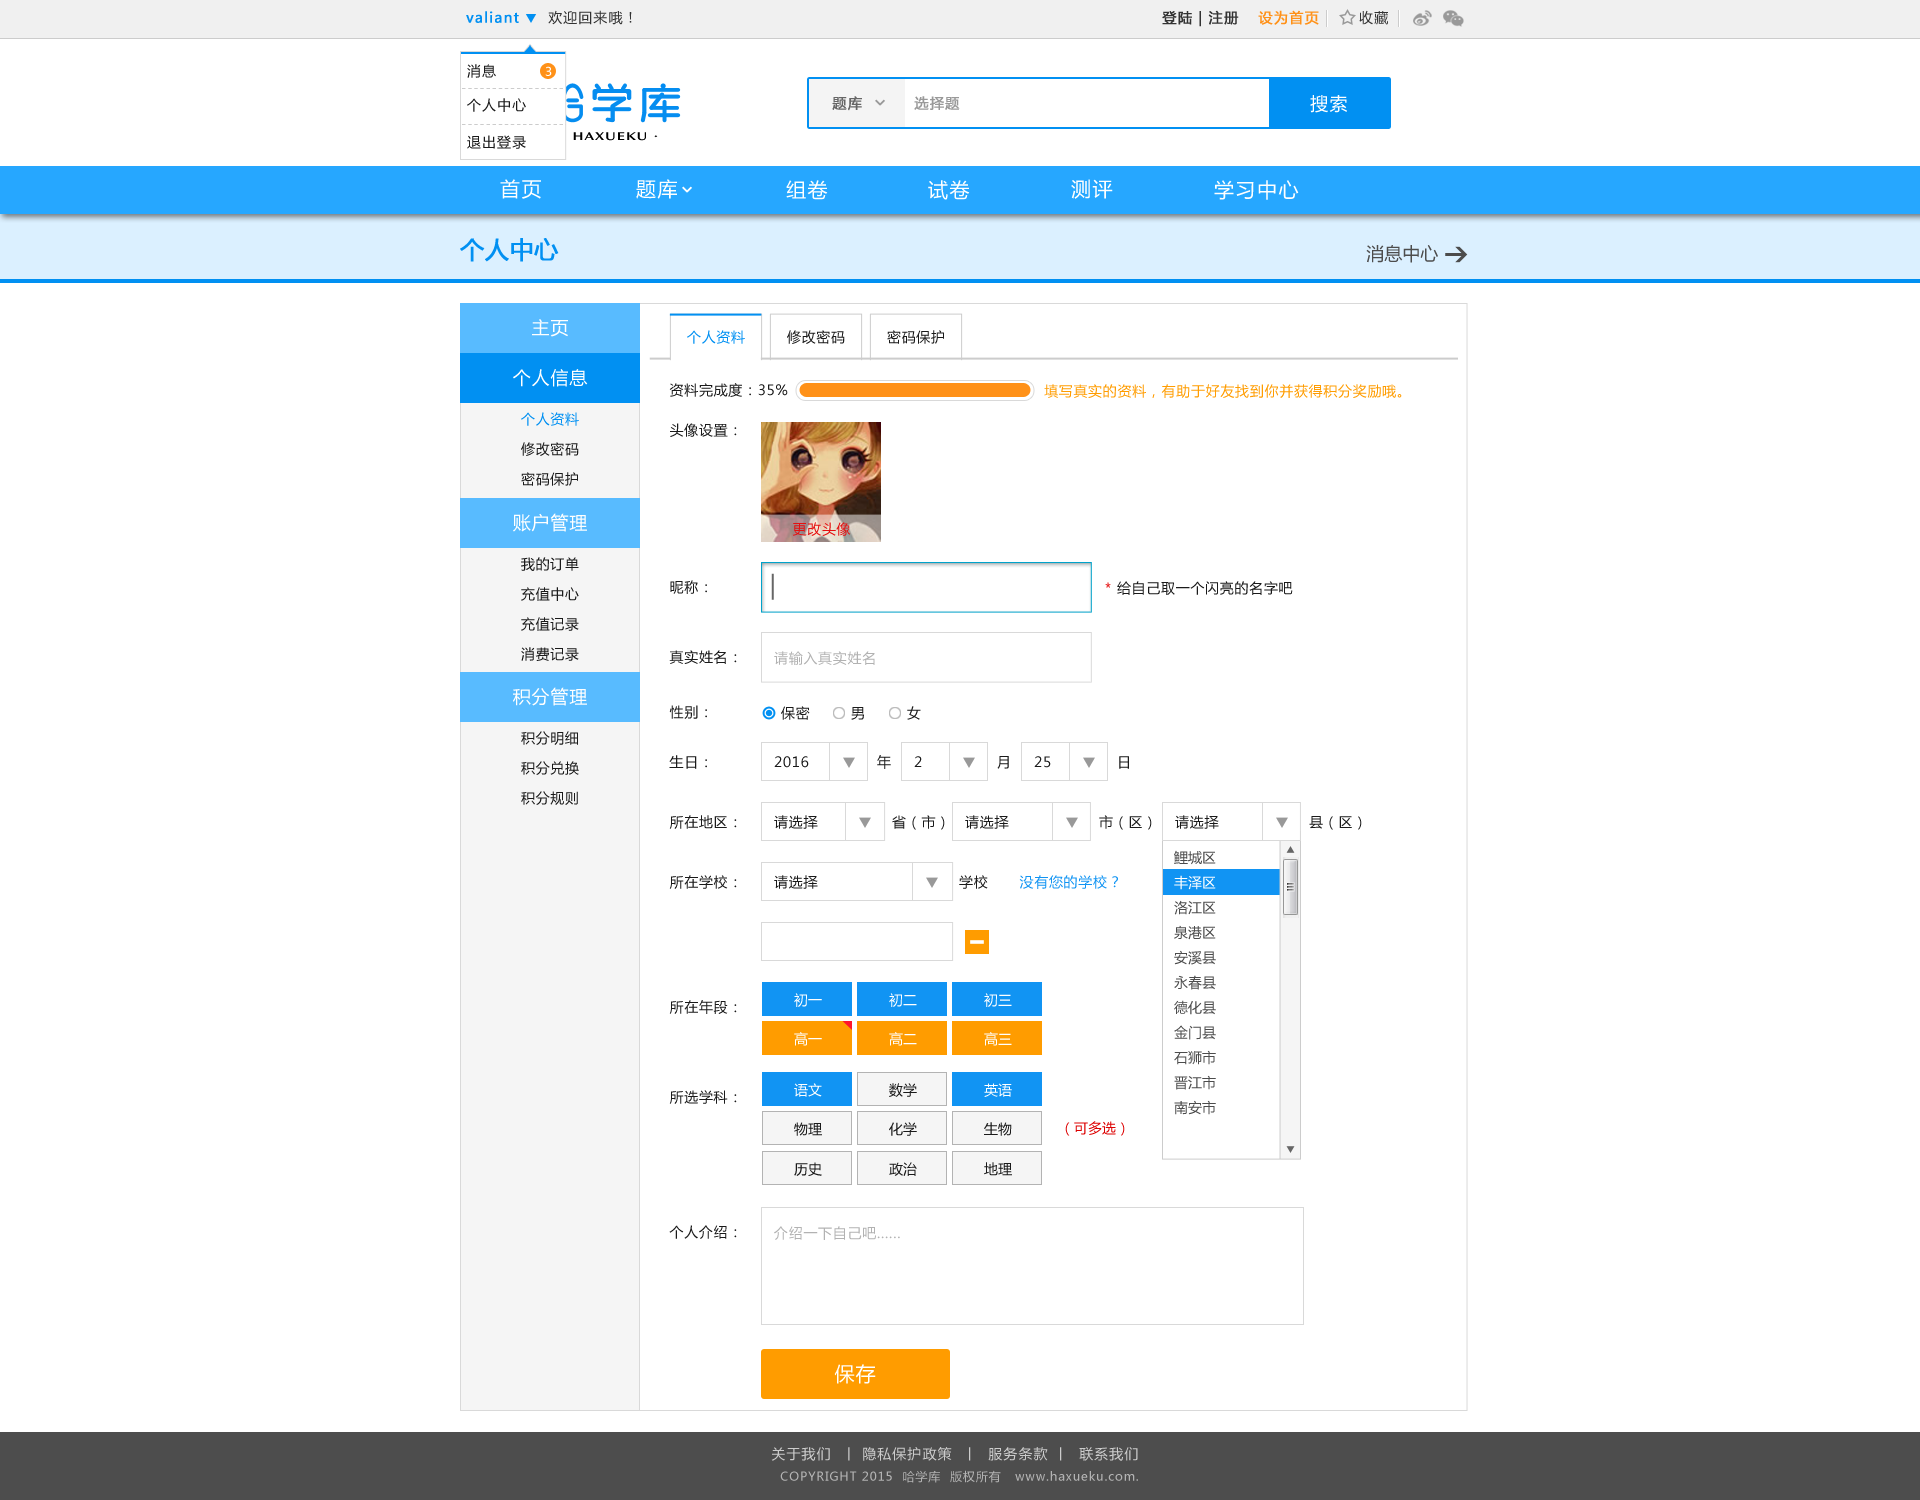 valiant ▼ 欢迎回来哦！
登陆 | 注册 设为首页 收藏
消息 3
个人中心
退出登录
学库
HAXUEKU ·
题库 选择题 搜索
首页 题库 组卷 试卷 测评 学习中心
个人中心
消息中心
主页
个人信息
个人资料
修改密码
密码保护
账户管理
我的订单
充值中心
充值记录
消费记录
积分管理
积分明细
积分兑换
积分规则
个人资料 修改密码 密码保护
资料完成度：35% 填写真实的资料，有助于好友找到你并获得积分奖励哦。
头像设置：
更改头像
昵称： * 给自己取一个闪亮的名字吧
真实姓名： 请输入真实姓名
性别： 保密 男 女
生日： 2016 年 2 月 25 日
所在地区： 请选择 省（市） 请选择 市（区） 请选择 县（区）
鲤城区
丰泽区
洛江区
泉港区
安溪县
永春县
德化县
金门县
石狮市
晋江市
南安市
所在学校： 请选择 学校 没有您的学校？
所在年段： 初一 初二 初三
高一 高二 高三
所选学科： 语文 数学 英语
物理 化学 生物 （可多选）
历史 政治 地理
个人介绍： 介绍一下自己吧......
保存
关于我们 | 隐私保护政策 | 服务条款 | 联系我们
COPYRIGHT 2015 哈学库 版权所有 www.haxueku.com.